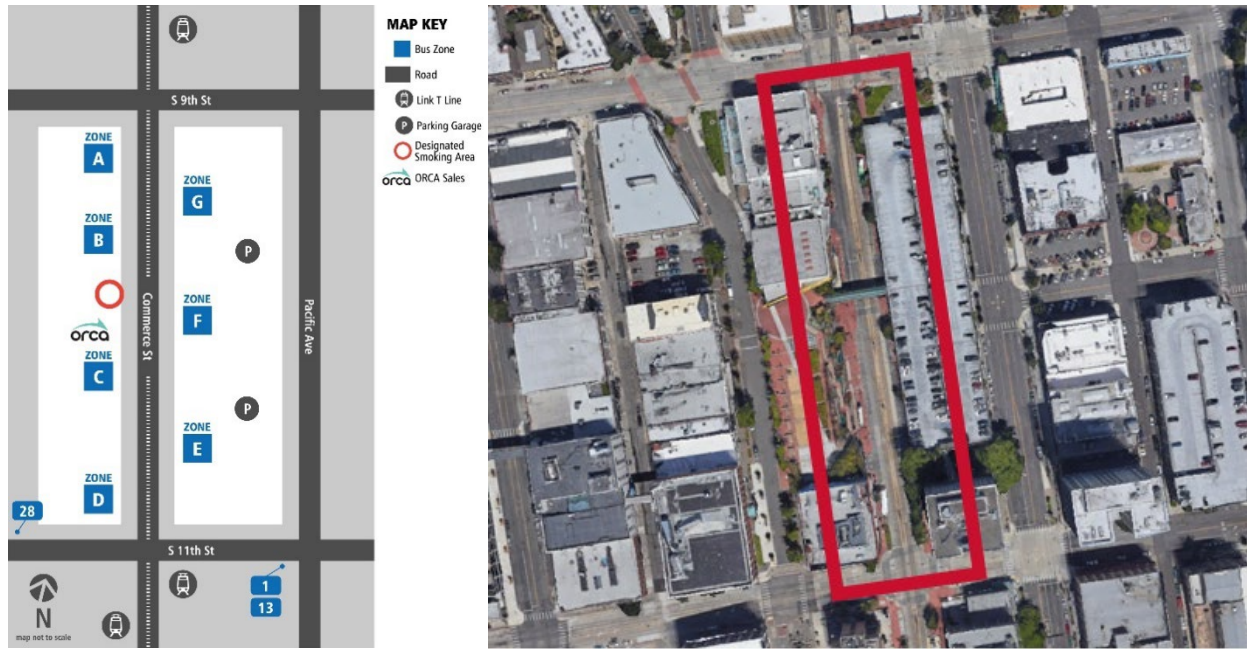 MAP KEY
Bus Zone
Road
Link T Line
P
Parking Garage
Designated
Smoking Area
orca
ORCA Sales
S 9th St
ZONE
A
ZONE
G
ZONE
B
P
Commerce St
Pacific Ave
orca
ZONE
F
ZONE
C
P
ZONE
E
ZONE
D
28
S 11th St
1
13
N
map not to scale